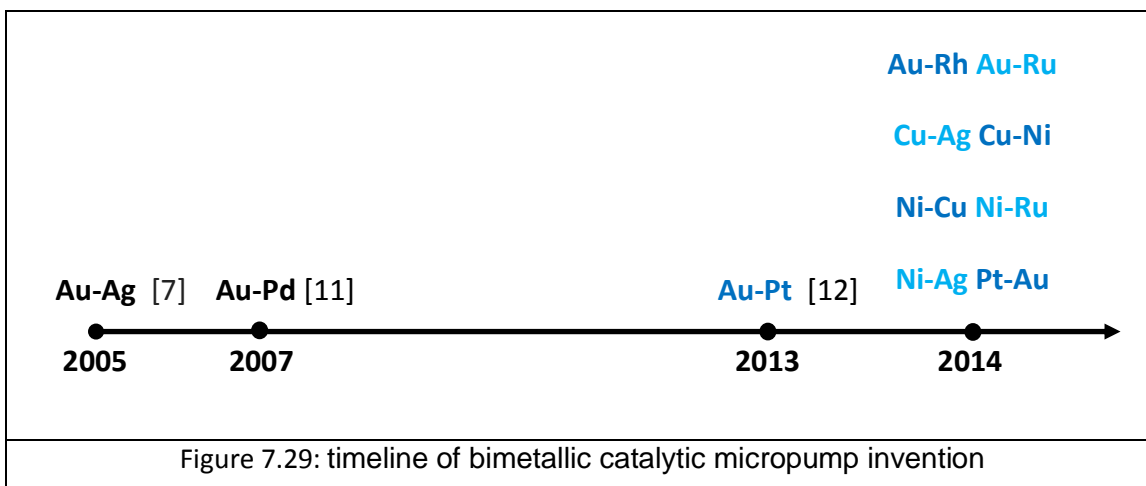 Au-Rh Au-Ru
Cu-Ag Cu-Ni
Ni-Cu Ni-Ru
Ni-Ag Pt-Au
Au-Ag [7] Au-Pd [11] Au-Pt [12]
2005 2007 2013 2014
Figure 7.29: timeline of bimetallic catalytic micropump invention